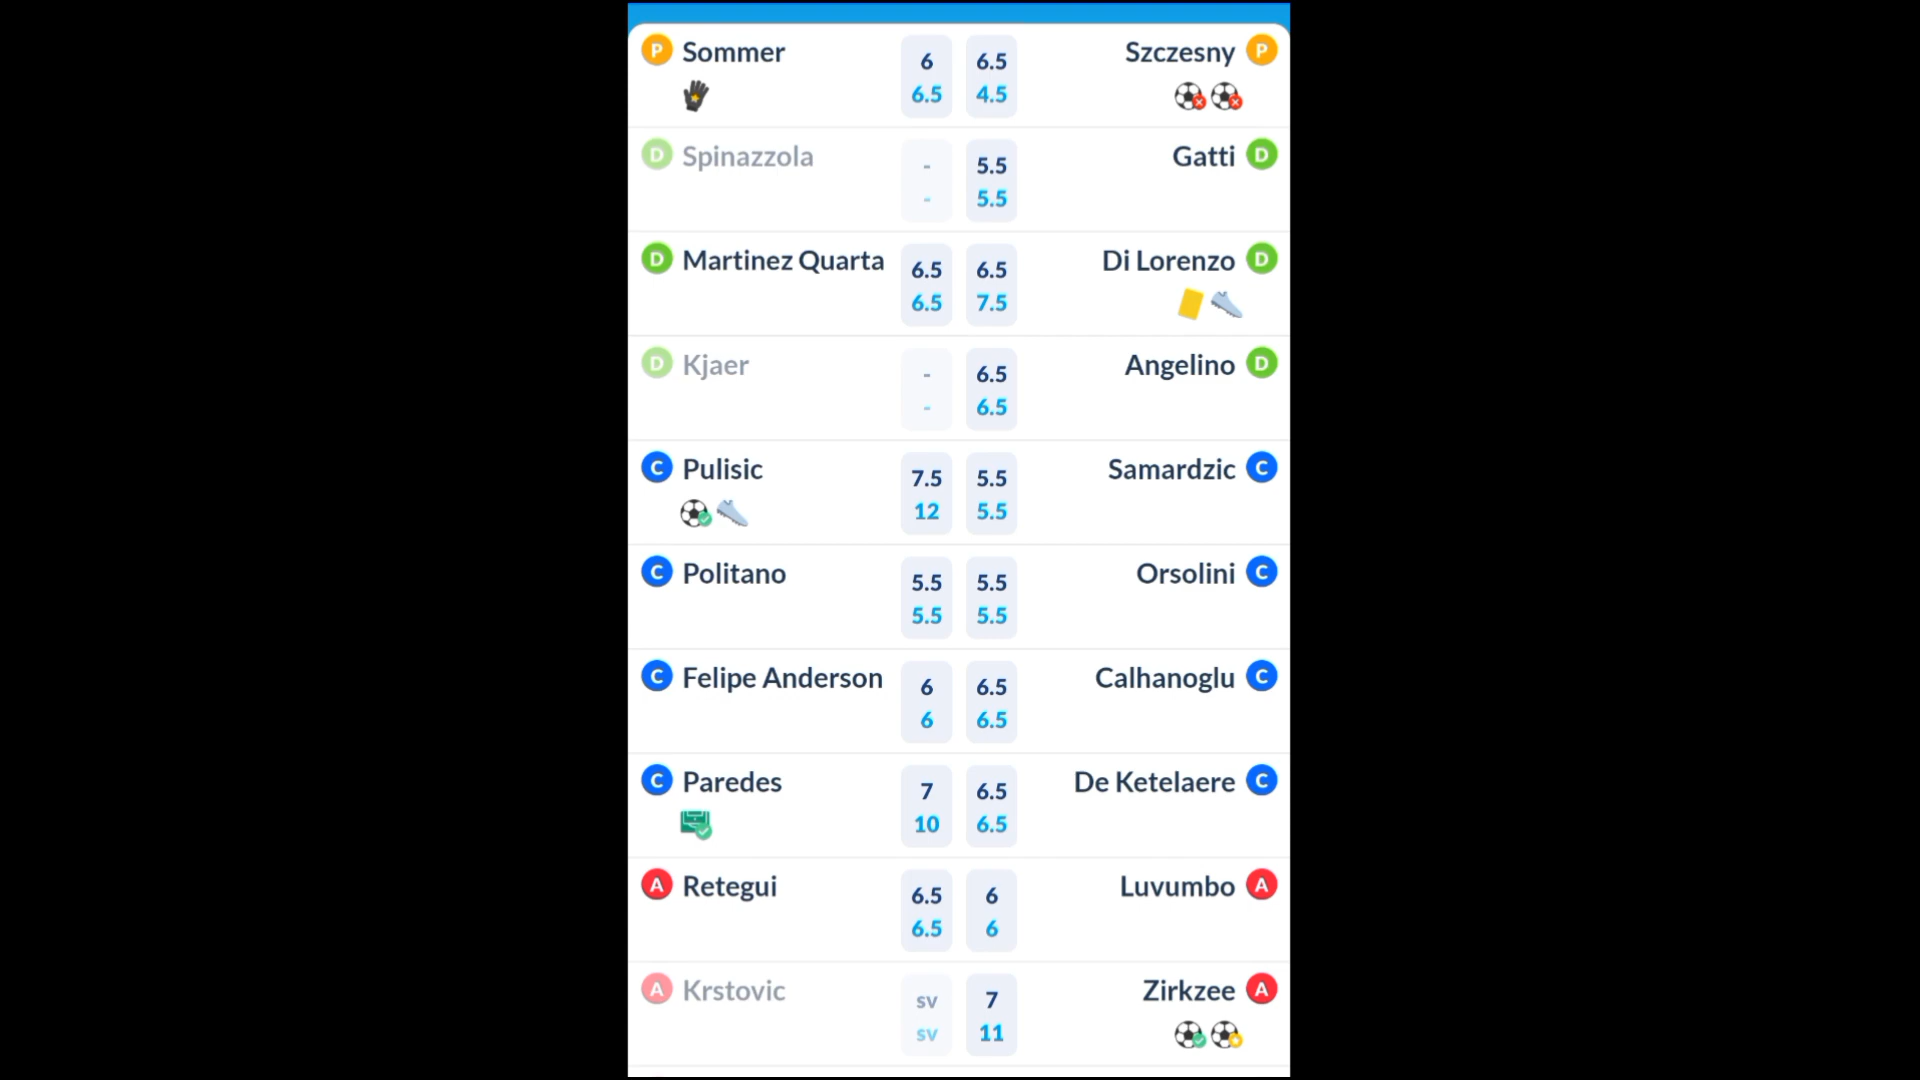 P Sommer 6 6.5 Szczesny P
6.5 4.5
D Spinazzola - 5.5 Gatti D
- 5.5
D Martinez Quarta 6.5 6.5 Di Lorenzo D
6.5 7.5
D Kjaer - 6.5 Angelino D
- 6.5
C Pulisic 7.5 5.5 Samardzic C
12 5.5
C Politano 5.5 5.5 Orsolini C
5.5 5.5
C Felipe Anderson 6 6.5 Calhanoglu C
6 6.5
C Paredes 7 6.5 De Ketelaere C
10 6.5
A Retegui 6.5 6 Luvumbo A
6.5 6
A Krstovic sv 7 Zirkzee A
sv 11